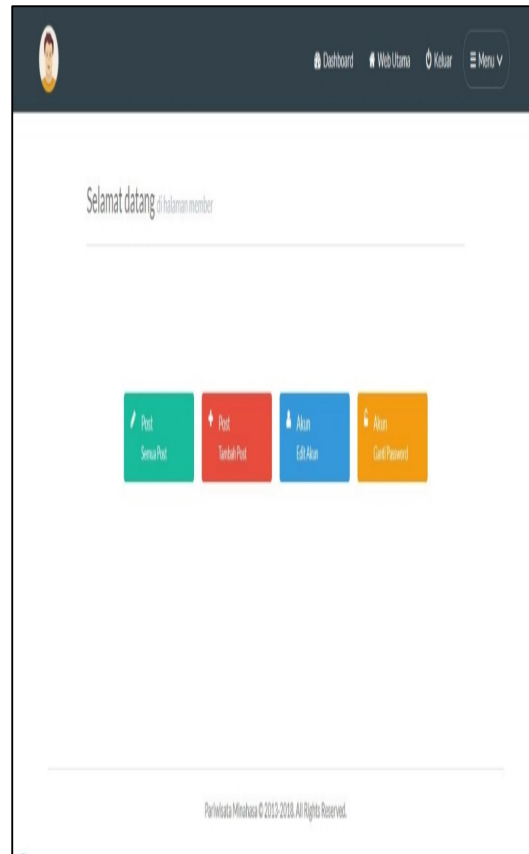 Dashboard Web Utama Keluar Menu
Selamat datang di halaman member
Post Post Akun Akun
Semua Post Tambah Post Edit Akun Ganti Password
Pariwisata Minahasa © 2013-2018. All Rights Reserved.